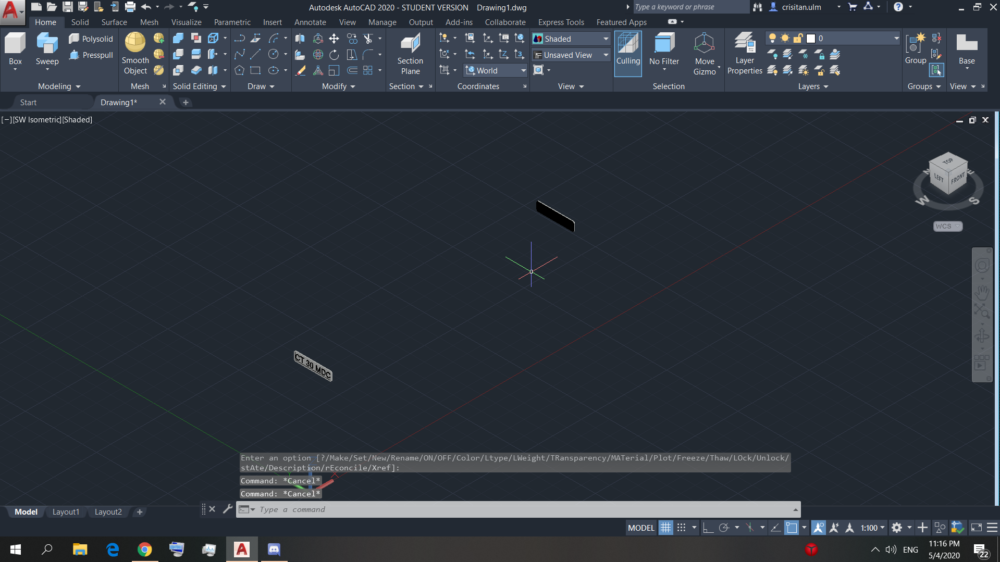 Autodesk AutoCAD 2020 - STUDENT VERSION Drawing1.dwg
Type a keyword or phrase
crisitan.ulm
Home Solid Surface Mesh Visualize Parametric Insert Annotate View Manage Output Add-ins Collaborate Express Tools Featured Apps
Box
Sweep
Polysolid
Presspull
Modeling
Smooth
Object
Mesh
Solid Editing
Draw
Modify
Section
Plane
Section
World
Coordinates
Shaded
Unsaved View
View
Culling
No Filter
Move
Gizmo
Selection
Layer
Properties
0
Layers
Group
Groups
Base
View
Start
Drawing1*
[−][SW Isometric][Shaded]
TOP
LEFT
FRONT
W
S
WCS
CT 30 MDC
Enter an option [?/Make/Set/New/Rename/ON/OFF/Color/Ltype/LWeight/TRansparency/MATerial/Plot/Freeze/Thaw/LOck/Unlock/
stAte/Description/rEconcile/Xref]:
Command: *Cancel*
Command: *Cancel*
Type a command
Model Layout1 Layout2
MODEL
1:100
ENG
11:16 PM
5/4/2020
22